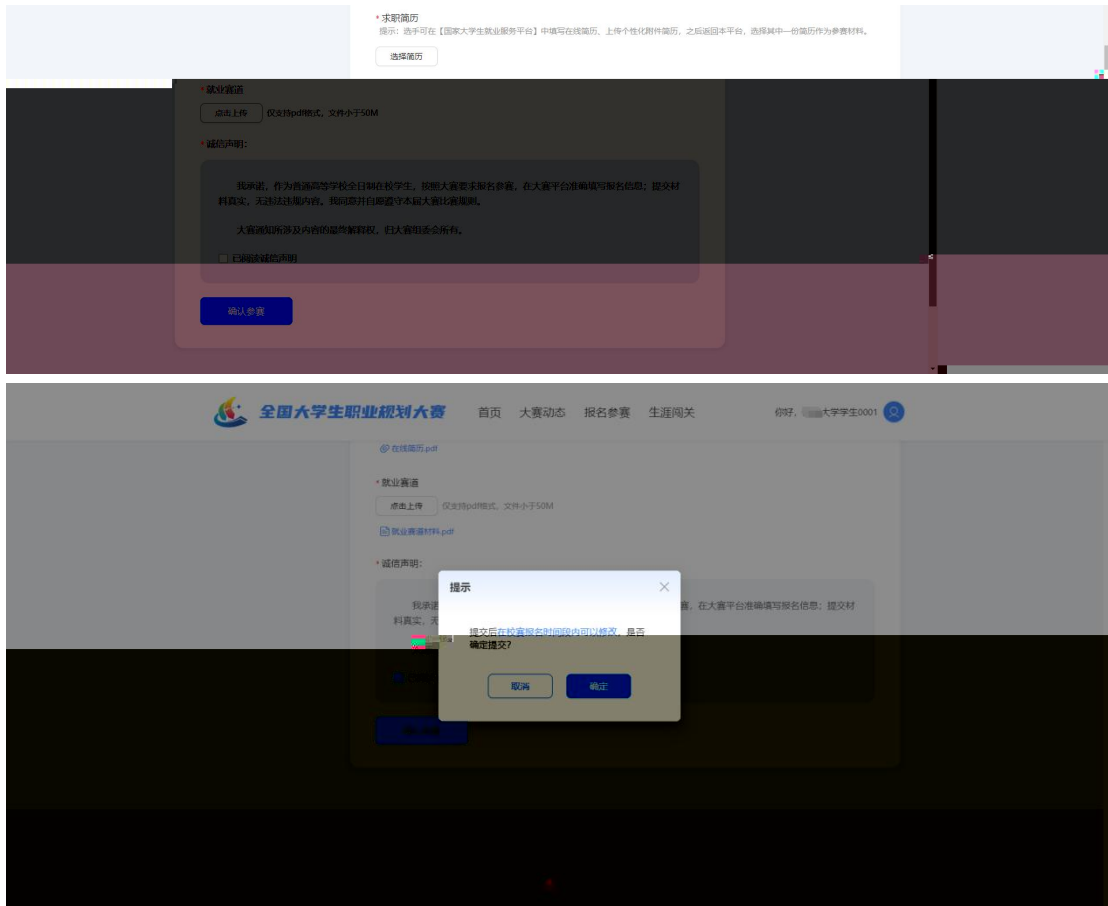 * 求职简历
提示：选手可在【国家大学生就业服务平台】中填写在线简历、上传个性化附件简历，之后返回本平台，选择其中一份简历作为参赛材料。
选择简历
* 就业赛道
点击上传 仅支持pdf格式，文件小于50M
* 诚信声明：
我承诺，作为普通高等学校全日制在校学生，按照大赛要求报名参赛，在大赛平台准确填写报名信息；提交材
料真实，无违法违规内容。我同意并自愿遵守本届大赛比赛规则。
大赛通知所涉及内容的最终解释权，归大赛组委会所有。
已阅读诚信声明
确认参赛
全国大学生职业规划大赛 首页 大赛动态 报名参赛 生涯闯关 你好， 大学学生0001
在线简历.pdf
* 就业赛道
点击上传 仅支持pdf格式，文件小于50M
就业赛道材料.pdf
* 诚信声明：
提示
我承诺 赛，在大赛平台准确填写报名信息；提交材
料真实，无
提交后在校赛报名时间段内可以修改，是否
确定提交？
取消 确定